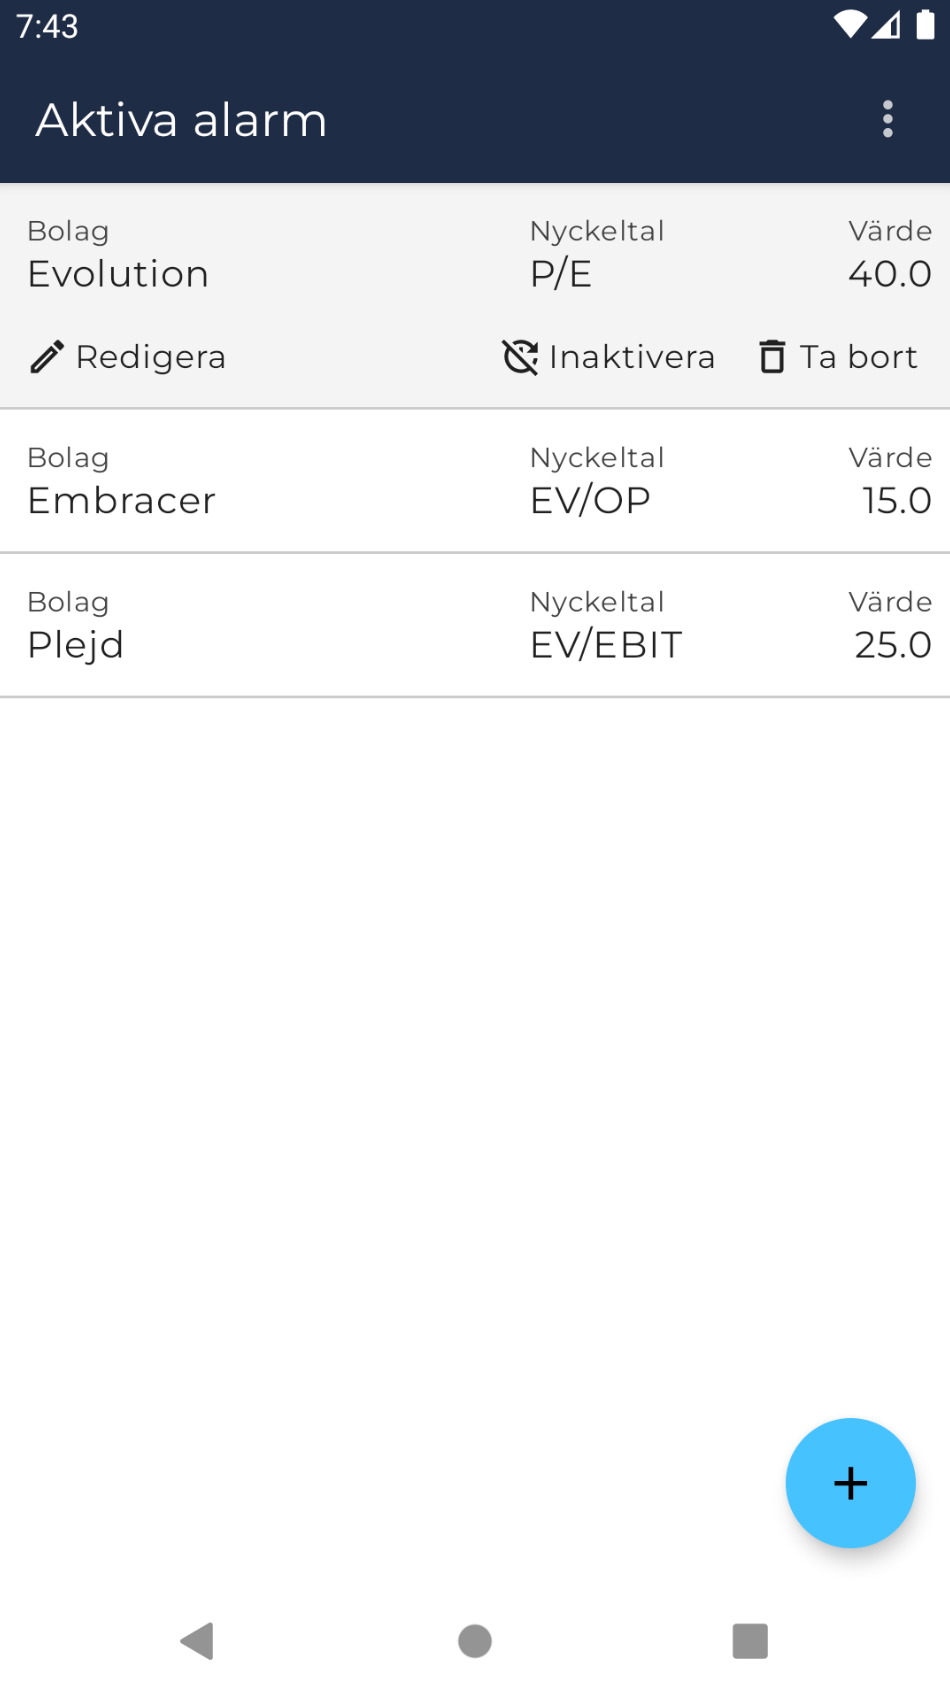 7:43
Aktiva alarm
Bolag Nyckeltal Värde
Evolution P/E 40.0
Redigera Inaktivera Ta bort
Bolag Nyckeltal Värde
Embracer EV/OP 15.0
Bolag Nyckeltal Värde
Plejd EV/EBIT 25.0